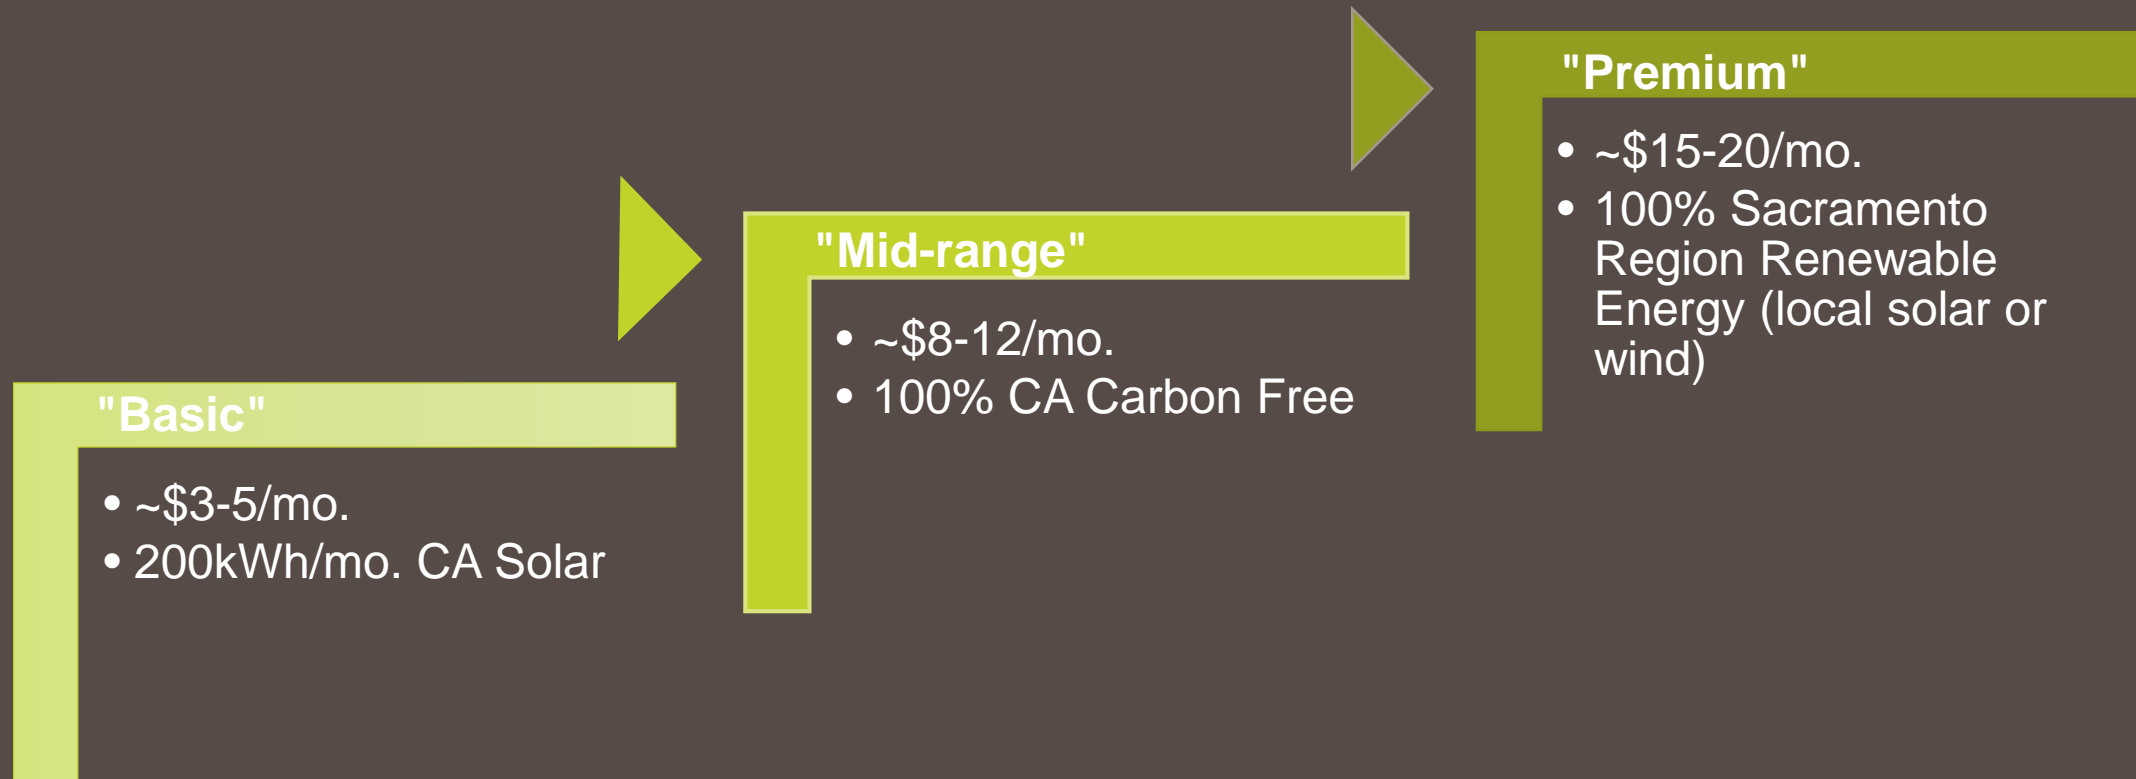 "Basic"
• ~$3-5/mo.
• 200kWh/mo. CA Solar
"Mid-range"
• ~$8-12/mo.
• 100% CA Carbon Free
"Premium"
• ~$15-20/mo.
• 100% Sacramento
Region Renewable
Energy (local solar or
wind)